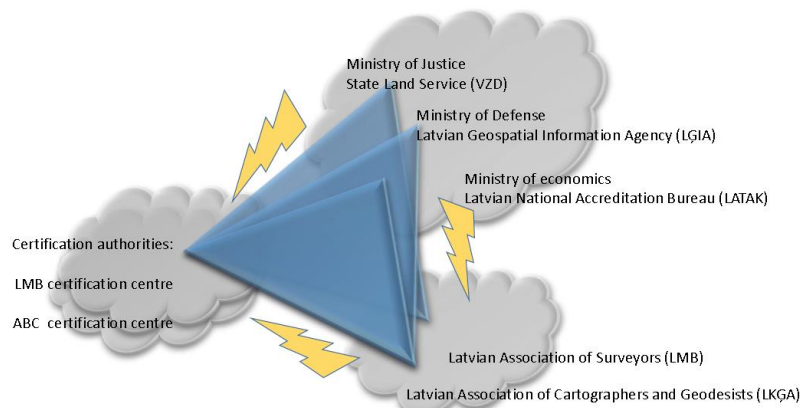 Ministry of Justice
State Land Service (VZD)
Ministry of Defense
Latvian Geospatial Information Agency (LĢIA)
Ministry of economics
Latvian National Accreditation Bureau (LATAK)
Certification authorities:
LMB certification centre
ABC certification centre
Latvian Association of Surveyors (LMB)
Latvian Association of Cartographers and Geodesists (LKĢA)